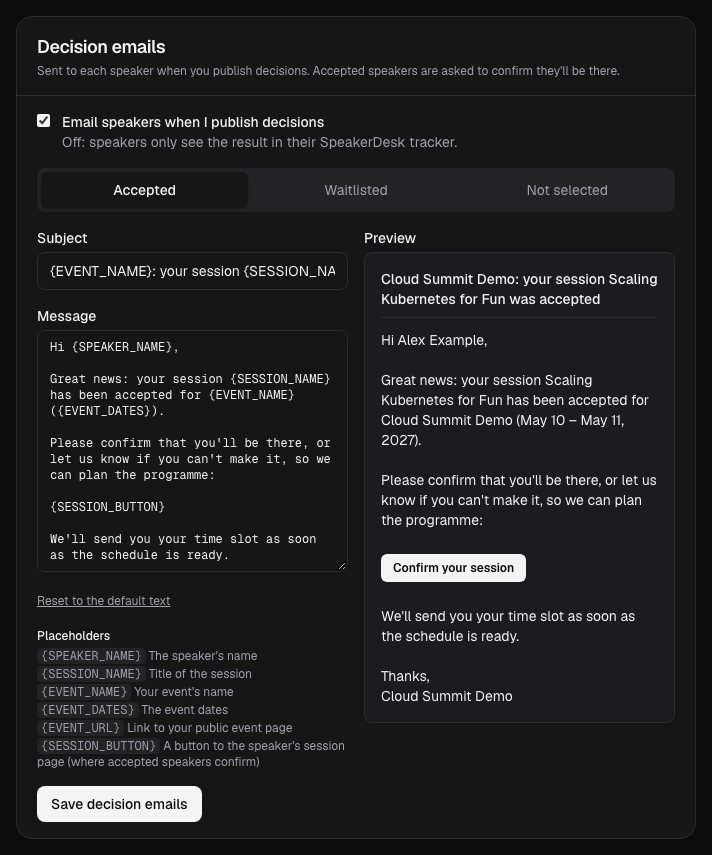 Decision emails
Sent to each speaker when you publish decisions. Accepted speakers are asked to confirm they'll be there.
Email speakers when I publish decisions
Off: speakers only see the result in their SpeakerDesk tracker.
Accepted
Waitlisted
Not selected
Subject
{EVENT_NAME}: your session {SESSION_NA
Message
Hi {SPEAKER_NAME},
Great news: your session {SESSION_NAME}
has been accepted for {EVENT_NAME}
({EVENT_DATES}).
Please confirm that you'll be there, or
let us know if you can't make it, so we
can plan the programme:
{SESSION_BUTTON}
We'll send you your time slot as soon
as the schedule is ready.
Reset to the default text
Placeholders
{SPEAKER_NAME} The speaker's name
{SESSION_NAME} Title of the session
{EVENT_NAME} Your event's name
{EVENT_DATES} The event dates
{EVENT_URL} Link to your public event page
{SESSION_BUTTON} A button to the speaker's session
page (where accepted speakers confirm)
Save decision emails
Preview
Cloud Summit Demo: your session Scaling
Kubernetes for Fun was accepted
Hi Alex Example,
Great news: your session Scaling
Kubernetes for Fun has been accepted for
Cloud Summit Demo (May 10 – May 11,
2027).
Please confirm that you'll be there, or let us
know if you can't make it, so we can plan
the programme:
Confirm your session
We'll send you your time slot as soon as
the schedule is ready.
Thanks,
Cloud Summit Demo